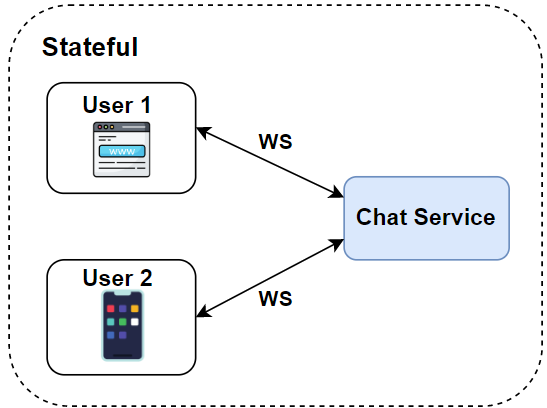 Stateful
User 1
www
WS
Chat Service
User 2
WS